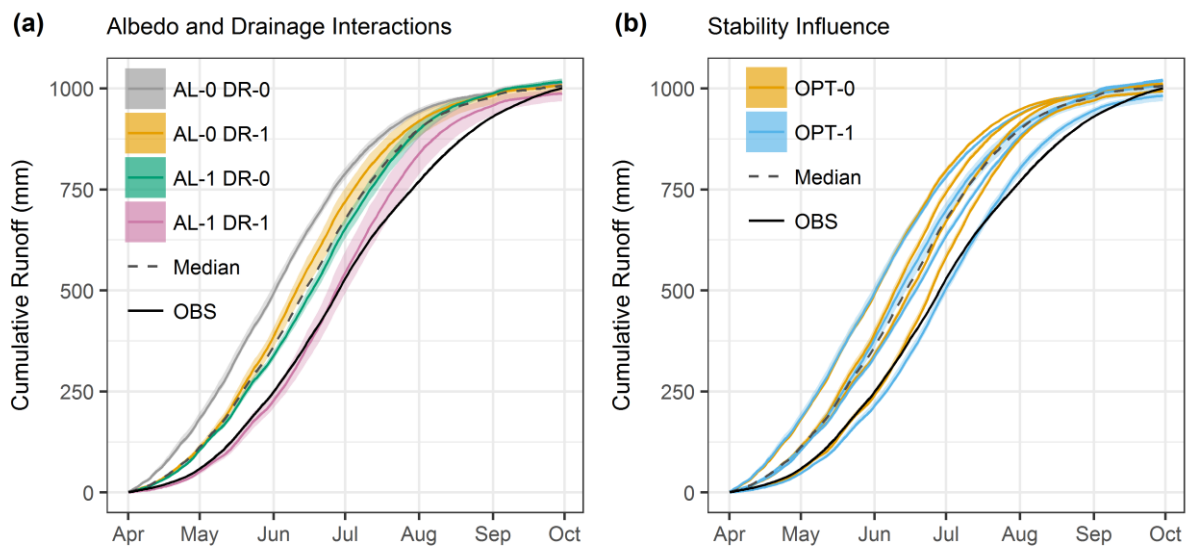 (a) Albedo and Drainage Interactions
AL-0 DR-0
AL-0 DR-1
AL-1 DR-0
AL-1 DR-1
Median
OBS
Cumulative Runoff (mm)
1000
750
500
250
0
Apr May Jun Jul Aug Sep Oct
(b) Stability Influence
OPT-0
OPT-1
Median
OBS
Cumulative Runoff (mm)
1000
750
500
250
0
Apr May Jun Jul Aug Sep Oct